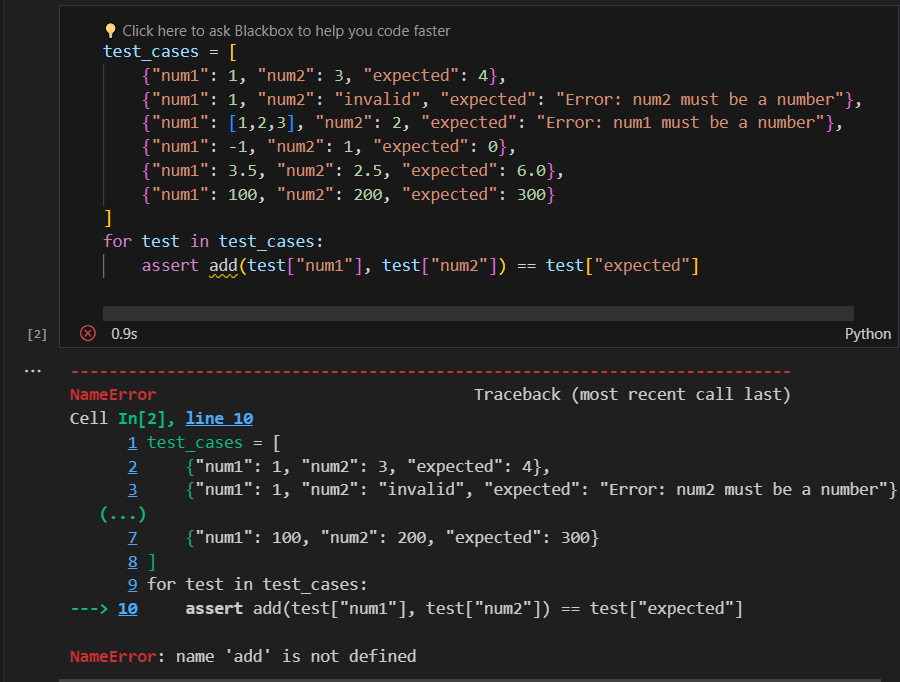 💡 Click here to ask Blackbox to help you code faster
test_cases = [
    {"num1": 1, "num2": 3, "expected": 4},
    {"num1": 1, "num2": "invalid", "expected": "Error: num2 must be a number"},
    {"num1": [1,2,3], "num2": 2, "expected": "Error: num1 must be a number"},
    {"num1": -1, "num2": 1, "expected": 0},
    {"num1": 3.5, "num2": 2.5, "expected": 6.0},
    {"num1": 100, "num2": 200, "expected": 300}
]
for test in test_cases:
    assert add(test["num1"], test["num2"]) == test["expected"]
[2] 0.9s Python
...
---------------------------------------------------------------------------
NameError                                 Traceback (most recent call last)
Cell In[2], line 10
      1 test_cases = [
      2     {"num1": 1, "num2": 3, "expected": 4},
      3     {"num1": 1, "num2": "invalid", "expected": "Error: num2 must be a number"}
   (...)
      7     {"num1": 100, "num2": 200, "expected": 300}
      8 ]
      9 for test in test_cases:
---> 10     assert add(test["num1"], test["num2"]) == test["expected"]
NameError: name 'add' is not defined